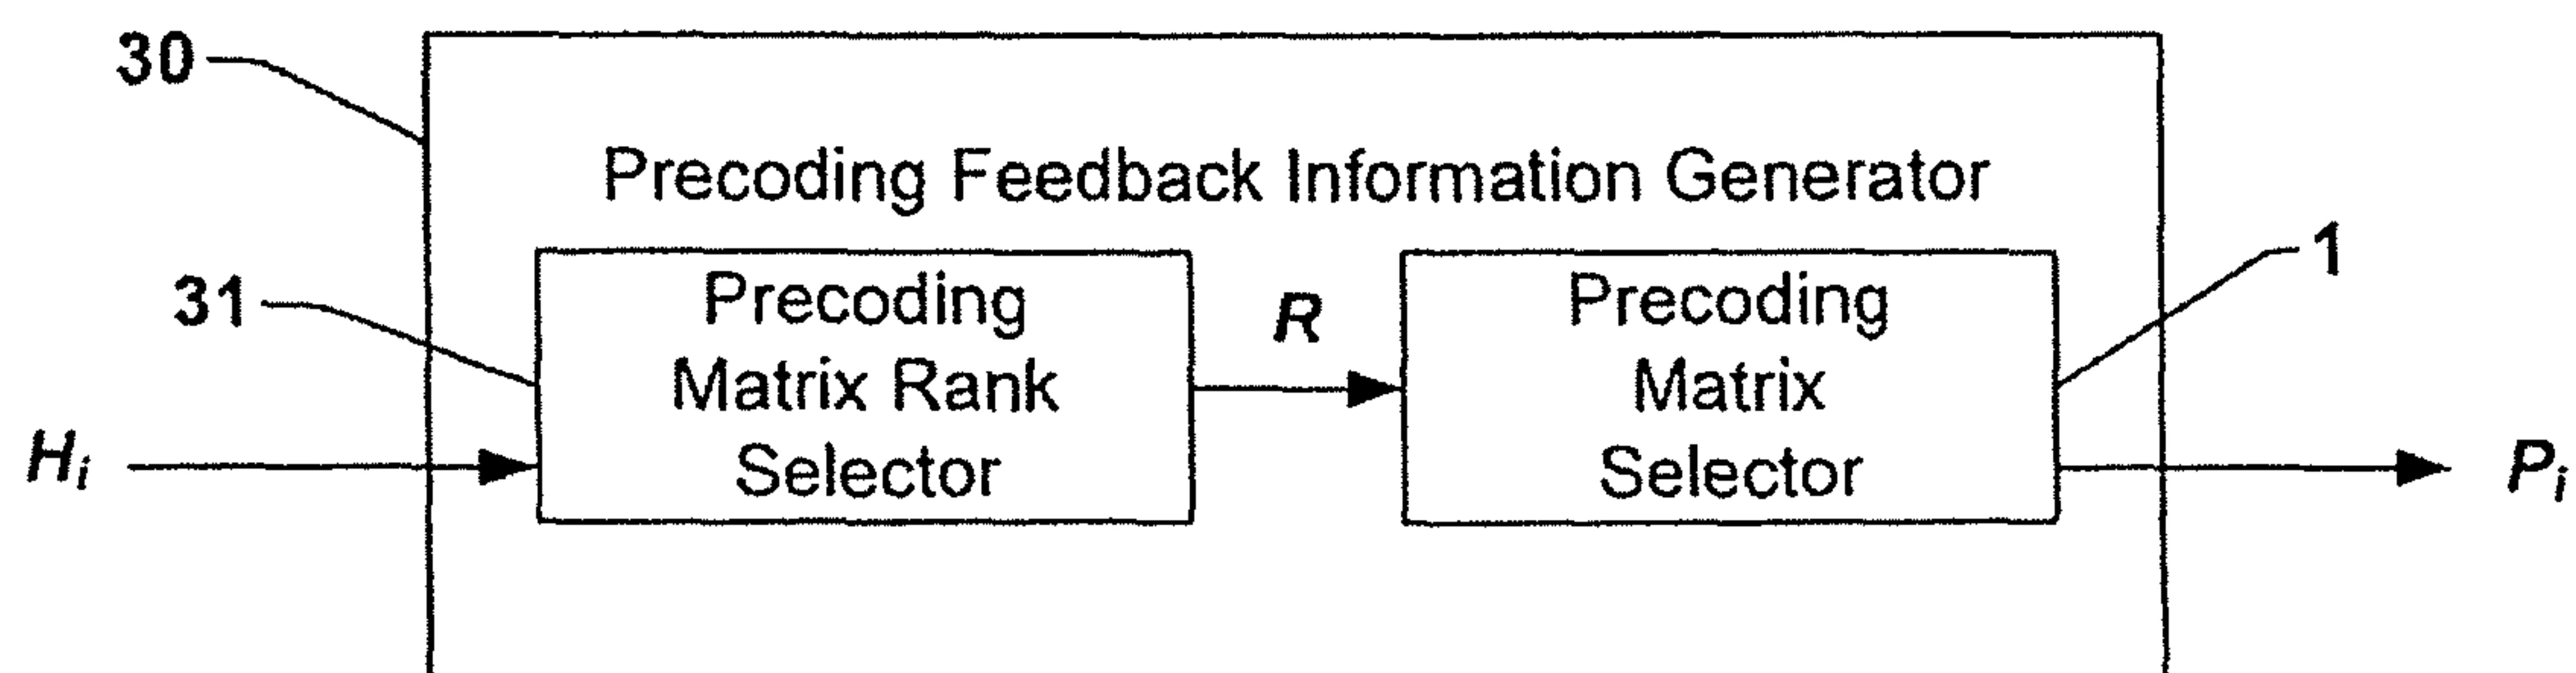 30
Precoding Feedback Information Generator
1
31
Precoding
Matrix Rank
Selector
R
Precoding
Matrix
Selector
Hi
Pi